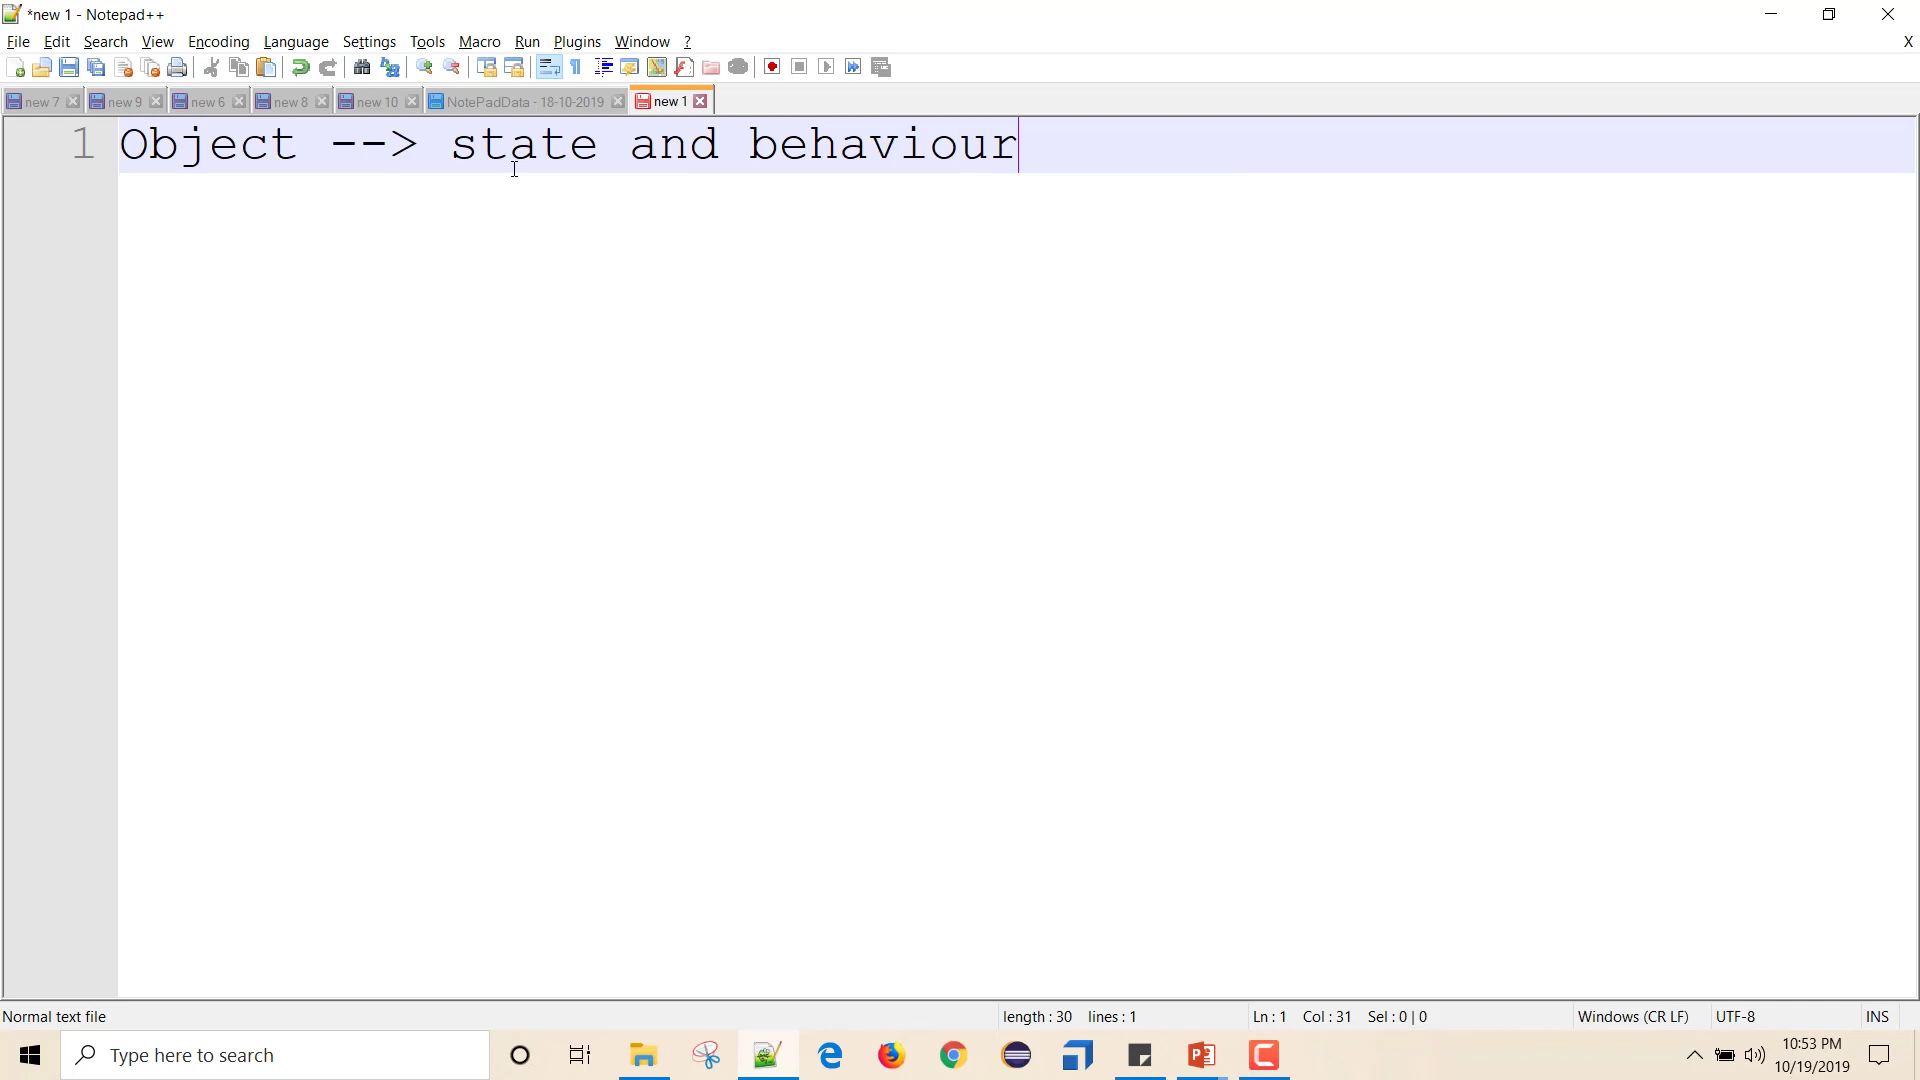 *new 1 - Notepad++
File Edit Search View Encoding Language Settings Tools Macro Run Plugins Window ? X
new 7 new 9 new 6 new 8 new 10 NotePadData - 18-10-2019 new 1
1 Object --> state and behaviour
Normal text file length : 30 lines : 1 Ln : 1 Col : 31 Sel : 0 | 0 Windows (CR LF) UTF-8 INS
Type here to search
10:53 PM
10/19/2019